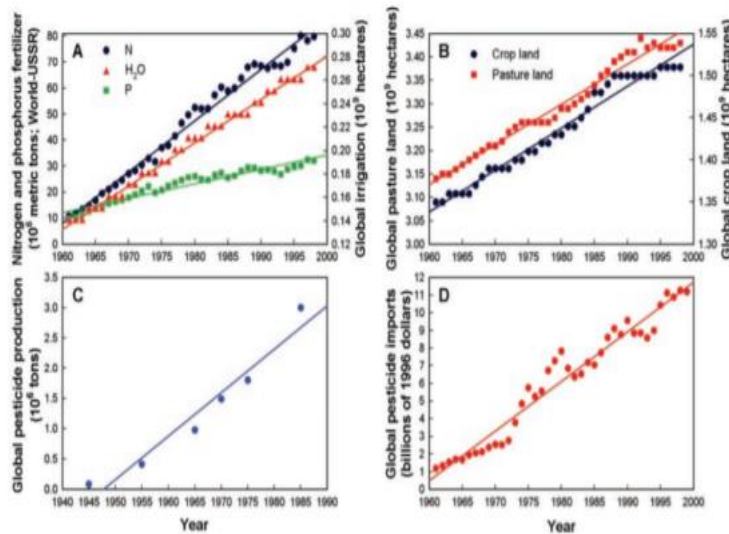 A
N
H₂O
P
Nitrogen and phosphorus fertilizer
(10⁶ metric tons; World-USSR)
80
70
60
50
40
30
20
10
0
0.30
0.28
0.26
0.24
0.22
0.20
0.18
0.16
0.14
0.12
Global irrigation (10⁹ hectares)
1960 1965 1970 1975 1980 1985 1990 1995 2000
B
Crop land
Pasture land
Global pasture land (10⁹ hectares)
3.45
3.40
3.35
3.30
3.25
3.20
3.15
3.10
3.05
3.00
1.55
1.50
1.45
1.40
1.35
1.30
Global crop land (10⁹ hectares)
1960 1965 1970 1975 1980 1985 1990 1995 2000
C
Global pesticide production
(10⁶ tons)
3.5
3.0
2.5
2.0
1.5
1.0
0.5
0.0
1940 1945 1950 1955 1960 1965 1970 1975 1980 1985 1990
Year
D
Global pesticide imports
(billions of 1996 dollars)
12
11
10
9
8
7
6
5
4
3
2
1
0
1960 1965 1970 1975 1980 1985 1990 1995 2000
Year